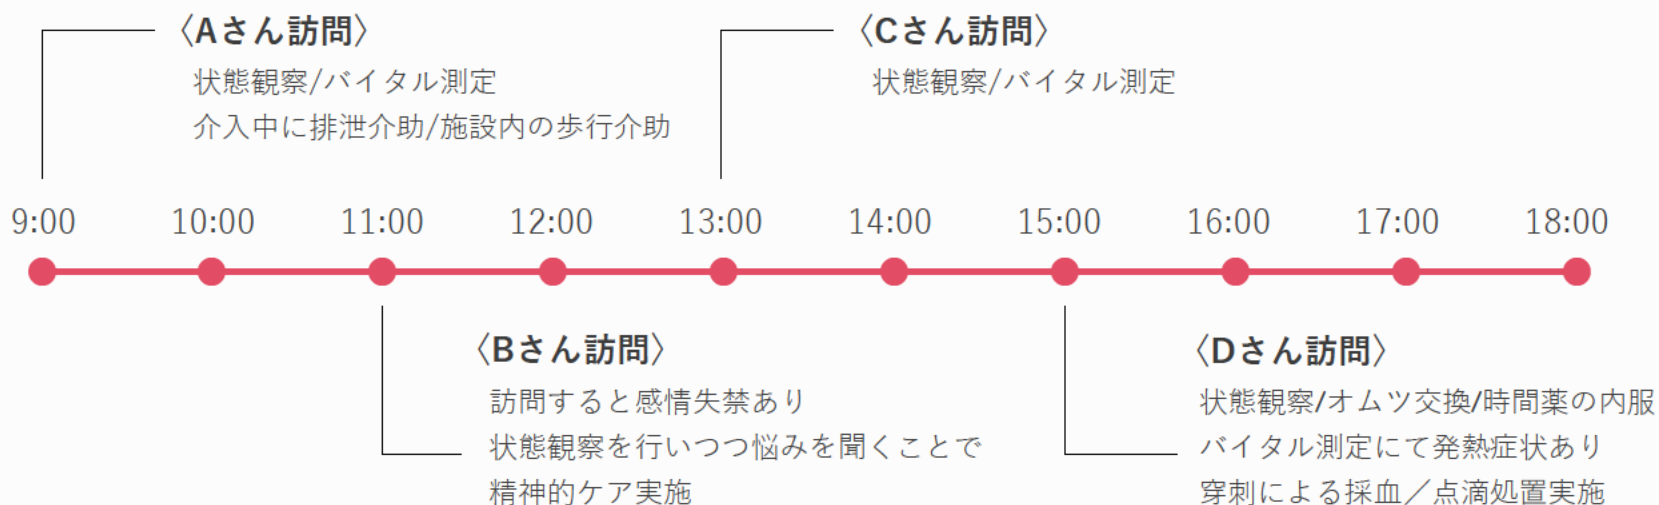 〈Aさん訪問〉
状態観察/バイタル測定
介入中に排泄介助/施設内の歩行介助
〈Cさん訪問〉
状態観察/バイタル測定
9:00 10:00 11:00 12:00 13:00 14:00 15:00 16:00 17:00 18:00
〈Bさん訪問〉
訪問すると感情失禁あり
状態観察を行いつつ悩みを聞くことで
精神的ケア実施
〈Dさん訪問〉
状態観察/オムツ交換/時間薬の内服
バイタル測定にて発熱症状あり
穿刺による採血／点滴処置実施